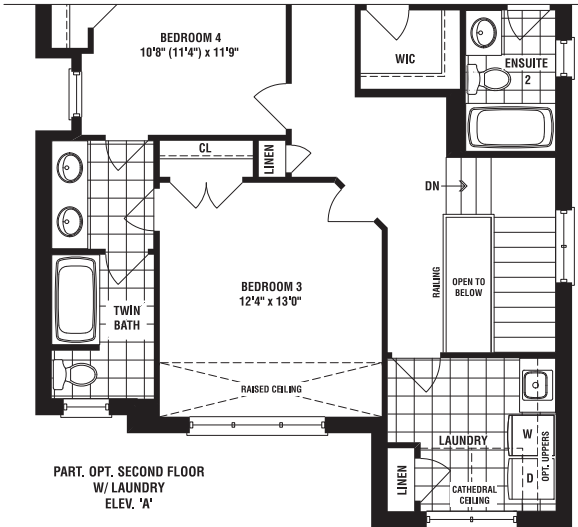 BEDROOM 4
10'8" (11'4") x 11'9"
WIC
ENSUITE
2
CL
LINEN
DN
RAILING
OPEN TO
BELOW
BEDROOM 3
12'4" x 13'0"
TWIN
BATH
RAISED CEILING
LAUNDRY
W
D
OPT. UPPERS
LINEN
CATHEDRAL
CEILING
PART. OPT. SECOND FLOOR
W/ LAUNDRY
ELEV. 'A'